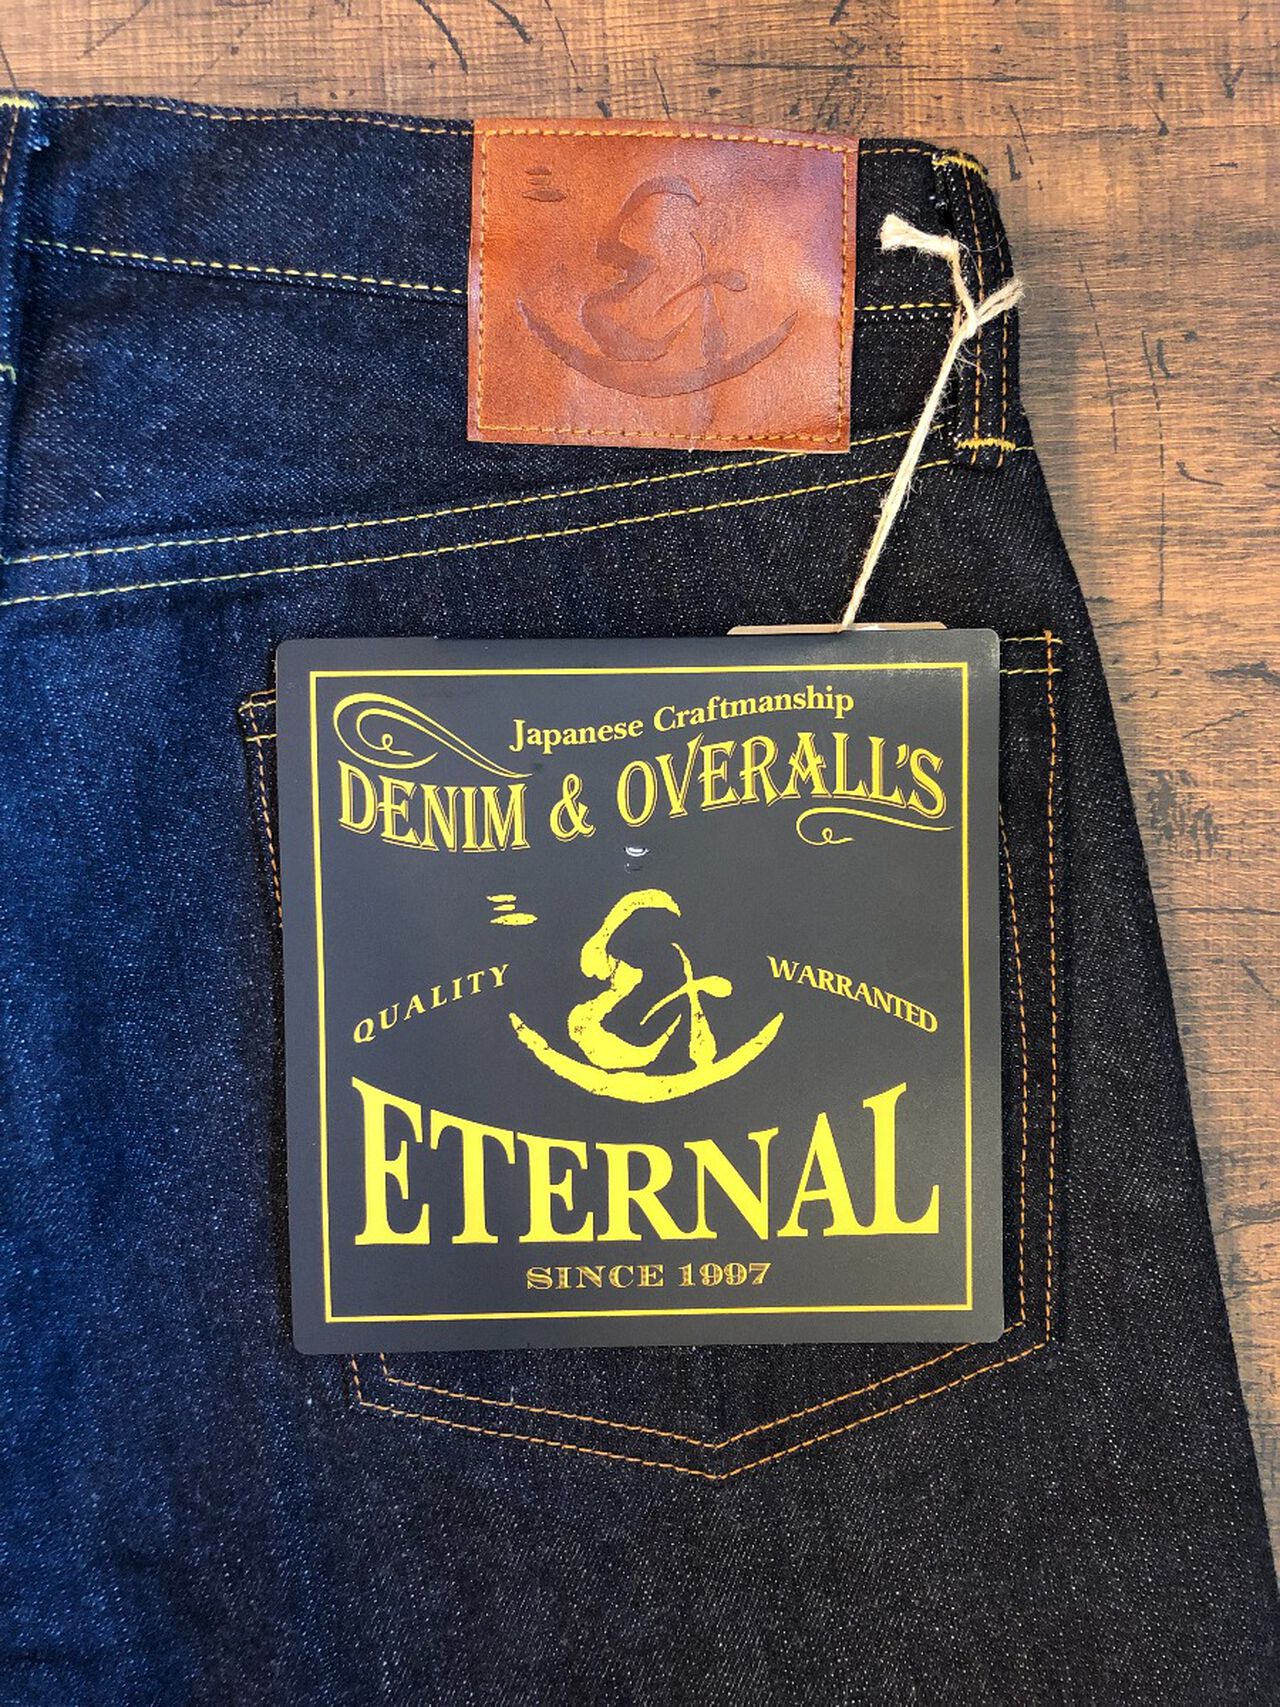 Japanese Craftmanship
DENIM & OVERALL'S
QUALITY
WARRANTED
ETERNAL
SINCE 1997